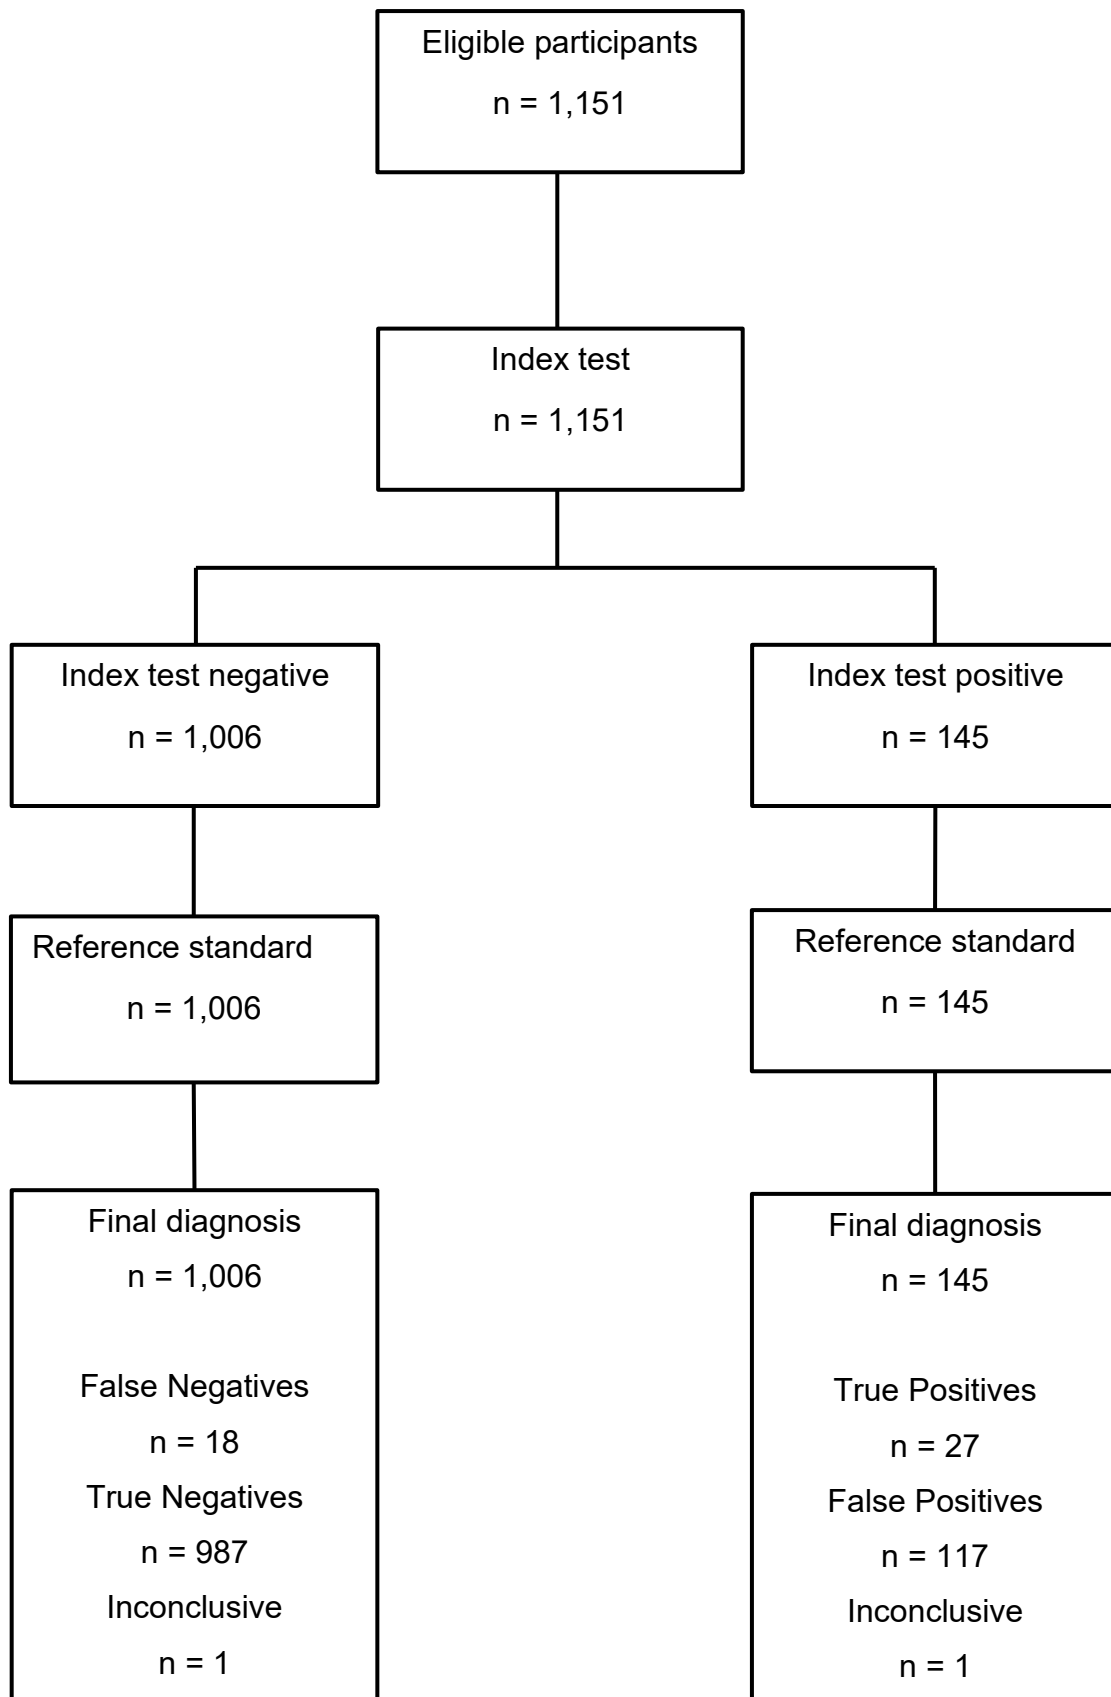 Eligible participants
n = 1,151
Index test
n = 1,151
Index test negative
n = 1,006
Index test positive
n = 145
Reference standard
n = 1,006
Reference standard
n = 145
Final diagnosis
n = 1,006
False Negatives
n = 18
True Negatives
n = 987
Inconclusive
n = 1
Final diagnosis
n = 145
True Positives
n = 27
False Positives
n = 117
Inconclusive
n = 1